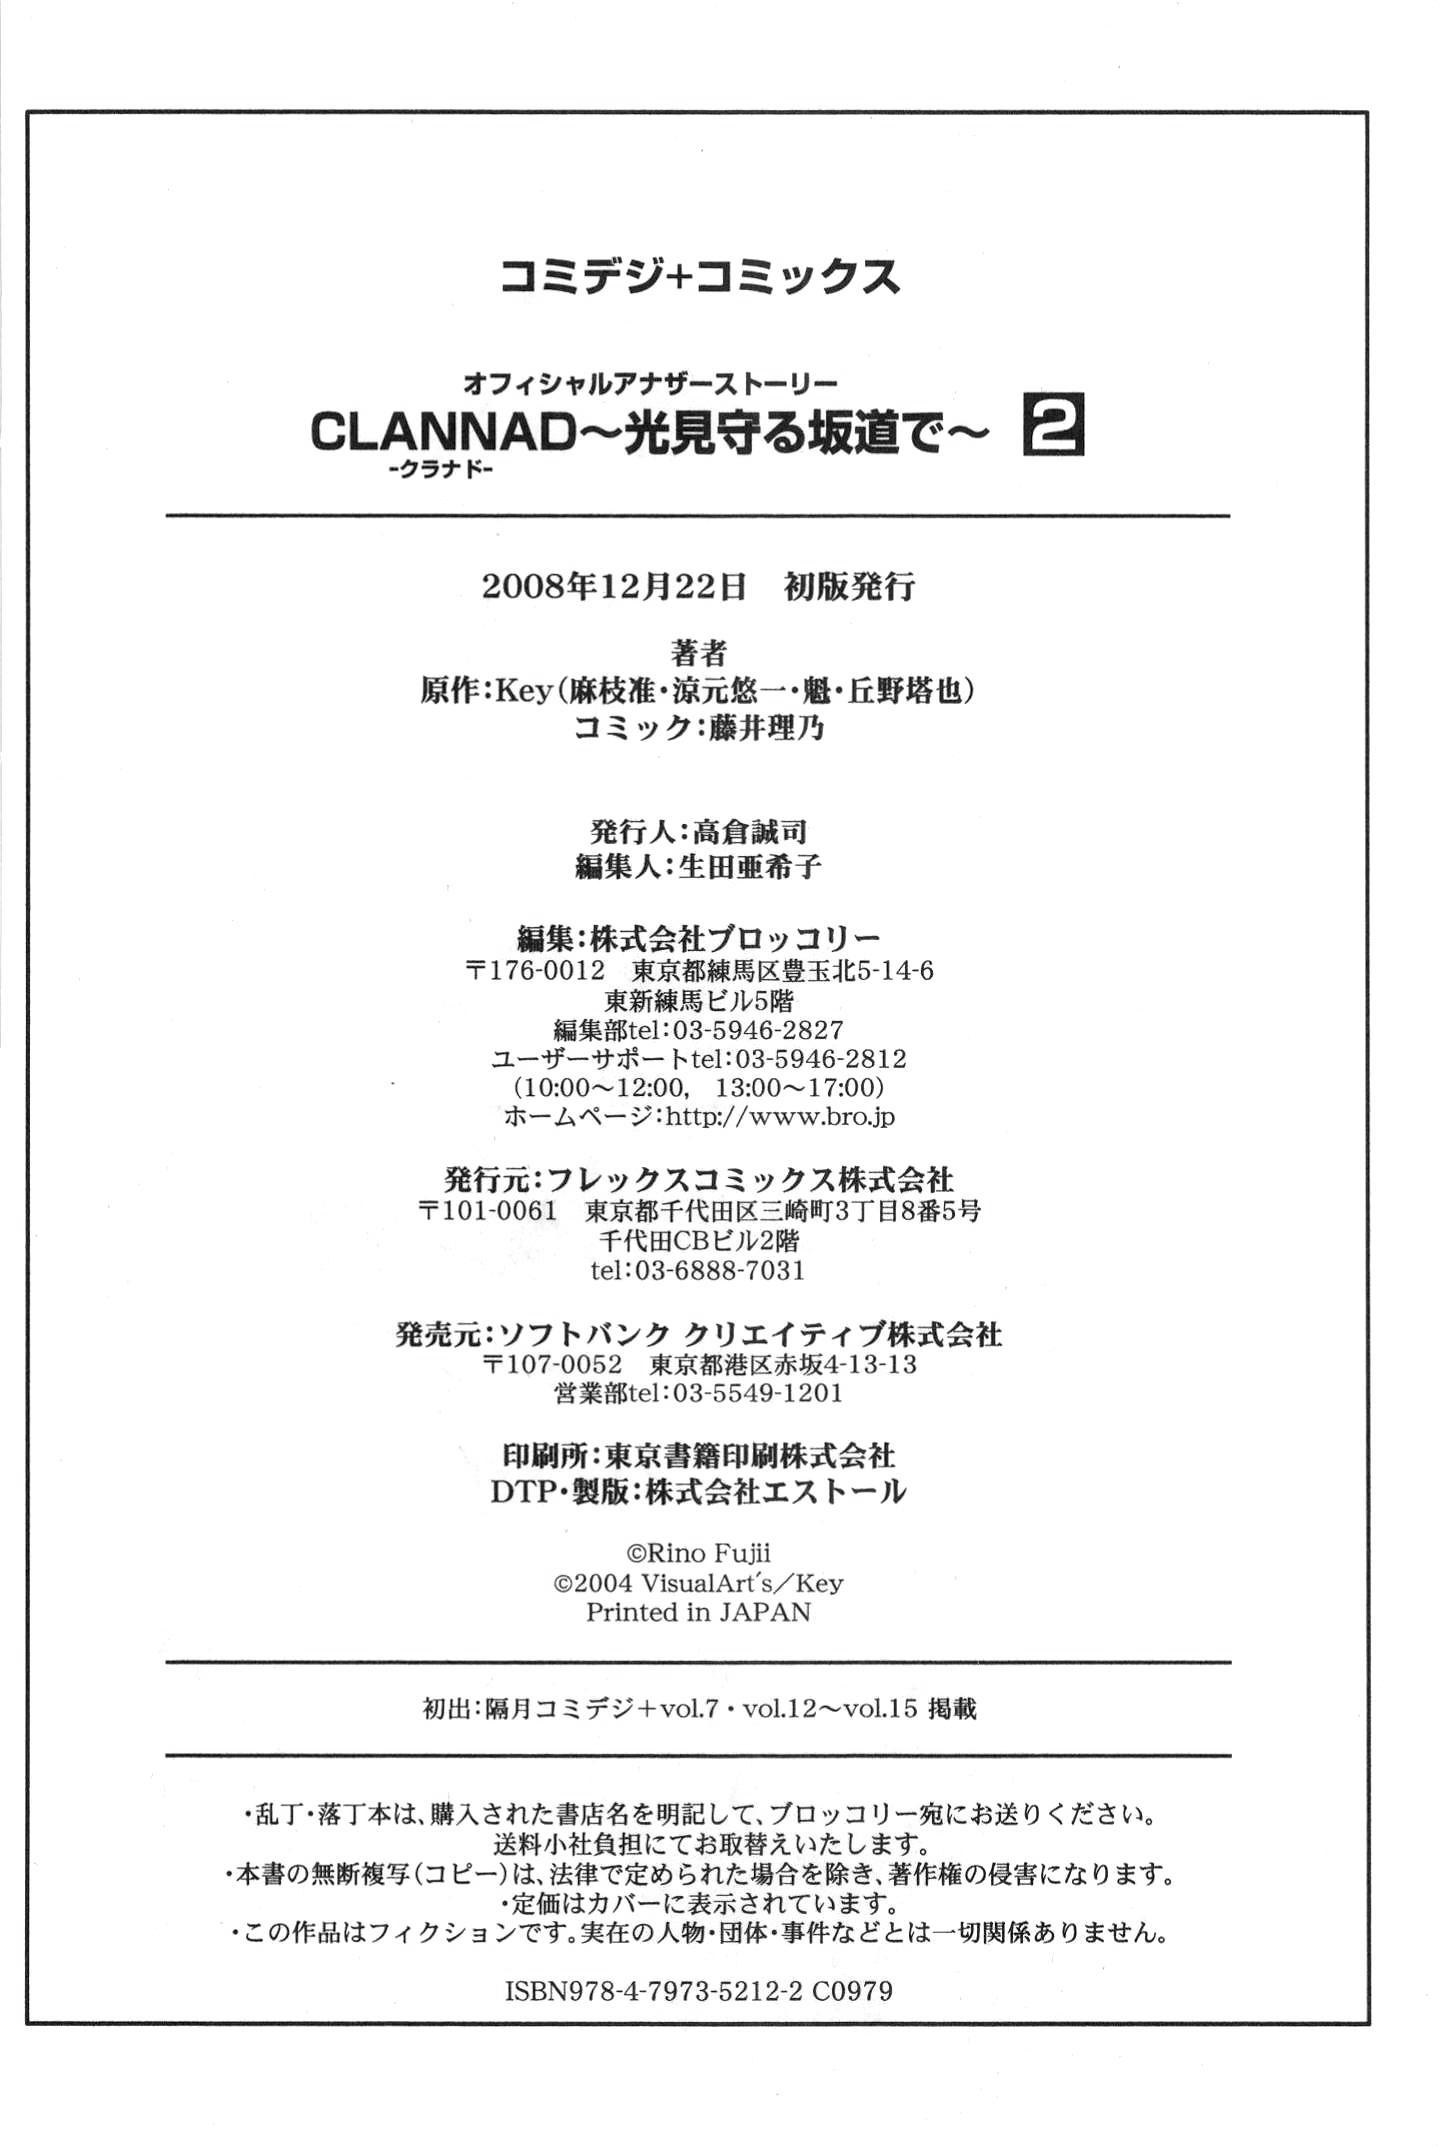 コミデジ+コミックス
オフィシャルアナザーストーリー
CLANNAD～光見守る坂道で～ 2
-クラナド-
2008年12月22日　初版発行
著者
原作：Key（麻枝准・涼元悠一・魁・丘野塔也）
コミック：藤井理乃
発行人：高倉誠司
編集人：生田亜希子
編集：株式会社ブロッコリー
〒176-0012　東京都練馬区豊玉北5-14-6
東新練馬ビル5階
編集部tel：03-5946-2827
ユーザーサポートtel：03-5946-2812
（10:00～12:00,　13:00～17:00）
ホームページ：http://www.bro.jp
発行元：フレックスコミックス株式会社
〒101-0061　東京都千代田区三崎町3丁目8番5号
千代田CBビル2階
tel：03-6888-7031
発売元：ソフトバンク クリエイティブ株式会社
〒107-0052　東京都港区赤坂4-13-13
営業部tel：03-5549-1201
印刷所：東京書籍印刷株式会社
DTP・製版：株式会社エストール
©Rino Fujii
©2004 VisualArt's／Key
Printed in JAPAN
初出：隔月コミデジ＋vol.7・vol.12～vol.15 掲載
・乱丁・落丁本は、購入された書店名を明記して、ブロッコリー宛にお送りください。
送料小社負担にてお取替えいたします。
・本書の無断複写（コピー）は、法律で定められた場合を除き、著作権の侵害になります。
・定価はカバーに表示されています。
・この作品はフィクションです。実在の人物・団体・事件などとは一切関係ありません。
ISBN978-4-7973-5212-2 C0979